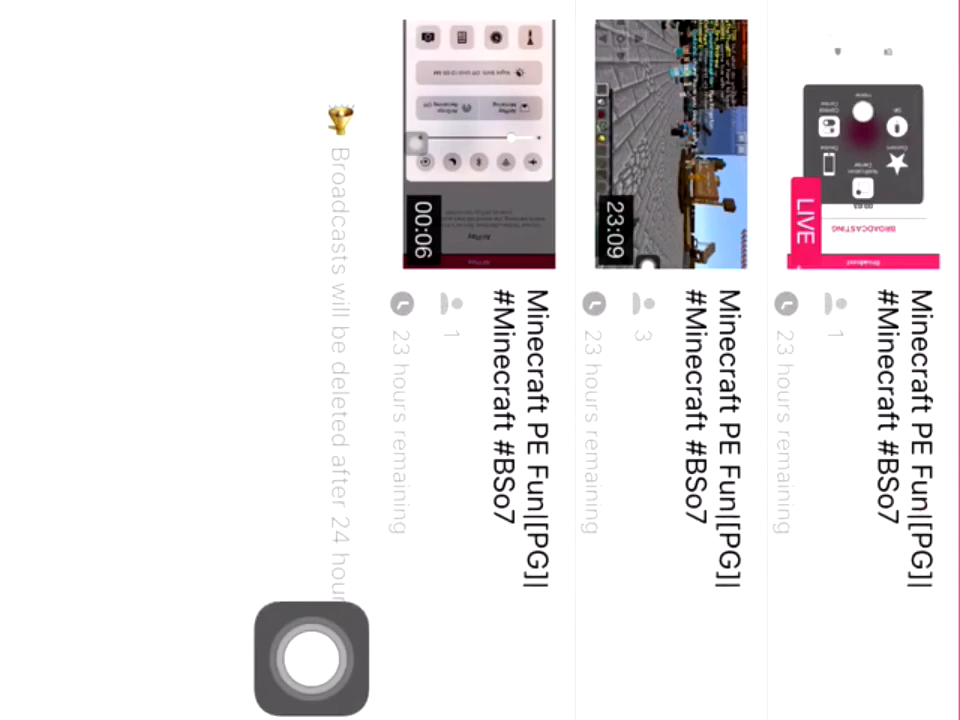 Broadcast
BROADCASTING
LIVE
Minecraft PE Fun|[PG]|
#Minecraft #BSo7
1
23 hours remaining
23:09
Minecraft PE Fun|[PG]|
#Minecraft #BSo7
3
23 hours remaining
AirPlay
00:06
Minecraft PE Fun|[PG]|
#Minecraft #BSo7
1
23 hours remaining
Broadcasts will be deleted after 24 hour